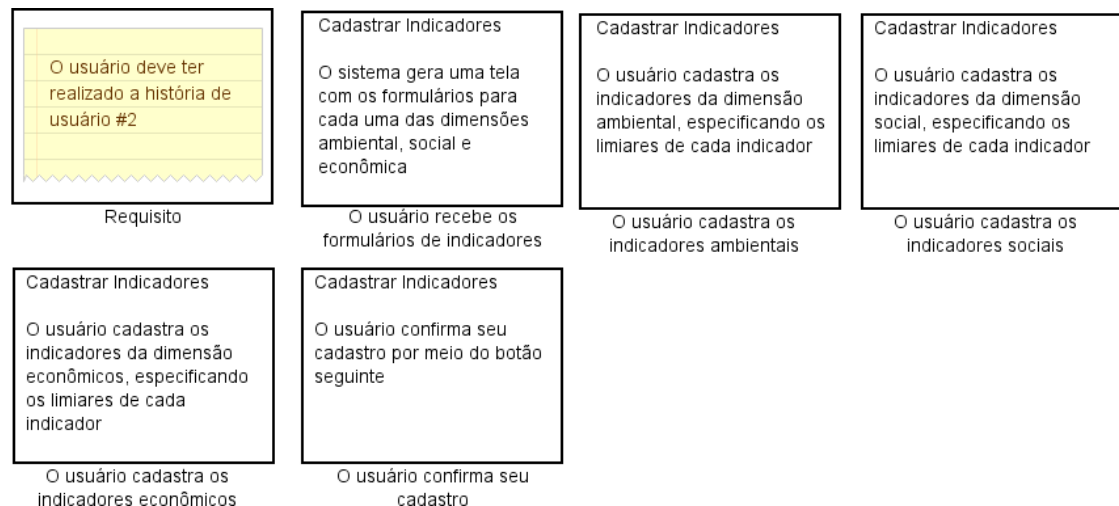 O usuário deve ter
realizado a história de
usuário #2
Requisito
Cadastrar Indicadores
O sistema gera uma tela
com os formulários para
cada uma das dimensões
ambiental, social e
econômica
O usuário recebe os
formulários de indicadores
Cadastrar Indicadores
O usuário cadastra os
indicadores da dimensão
ambiental, especificando os
limiares de cada indicador
O usuário cadastra os
indicadores ambientais
Cadastrar Indicadores
O usuário cadastra os
indicadores da dimensão
social, especificando os
limiares de cada indicador
O usuário cadastra os
indicadores sociais
Cadastrar Indicadores
O usuário cadastra os
indicadores da dimensão
econômicos, especificando
os limiares de cada
indicador
O usuário cadastra os
indicadores econômicos
Cadastrar Indicadores
O usuário confirma seu
cadastro por meio do botão
seguinte
O usuário confirma seu
cadastro